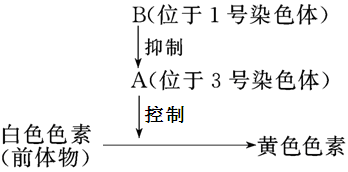 B(位于1号染色体)
抑制
A(位于3号染色体)
控制
白色色素 黄色色素
(前体物)